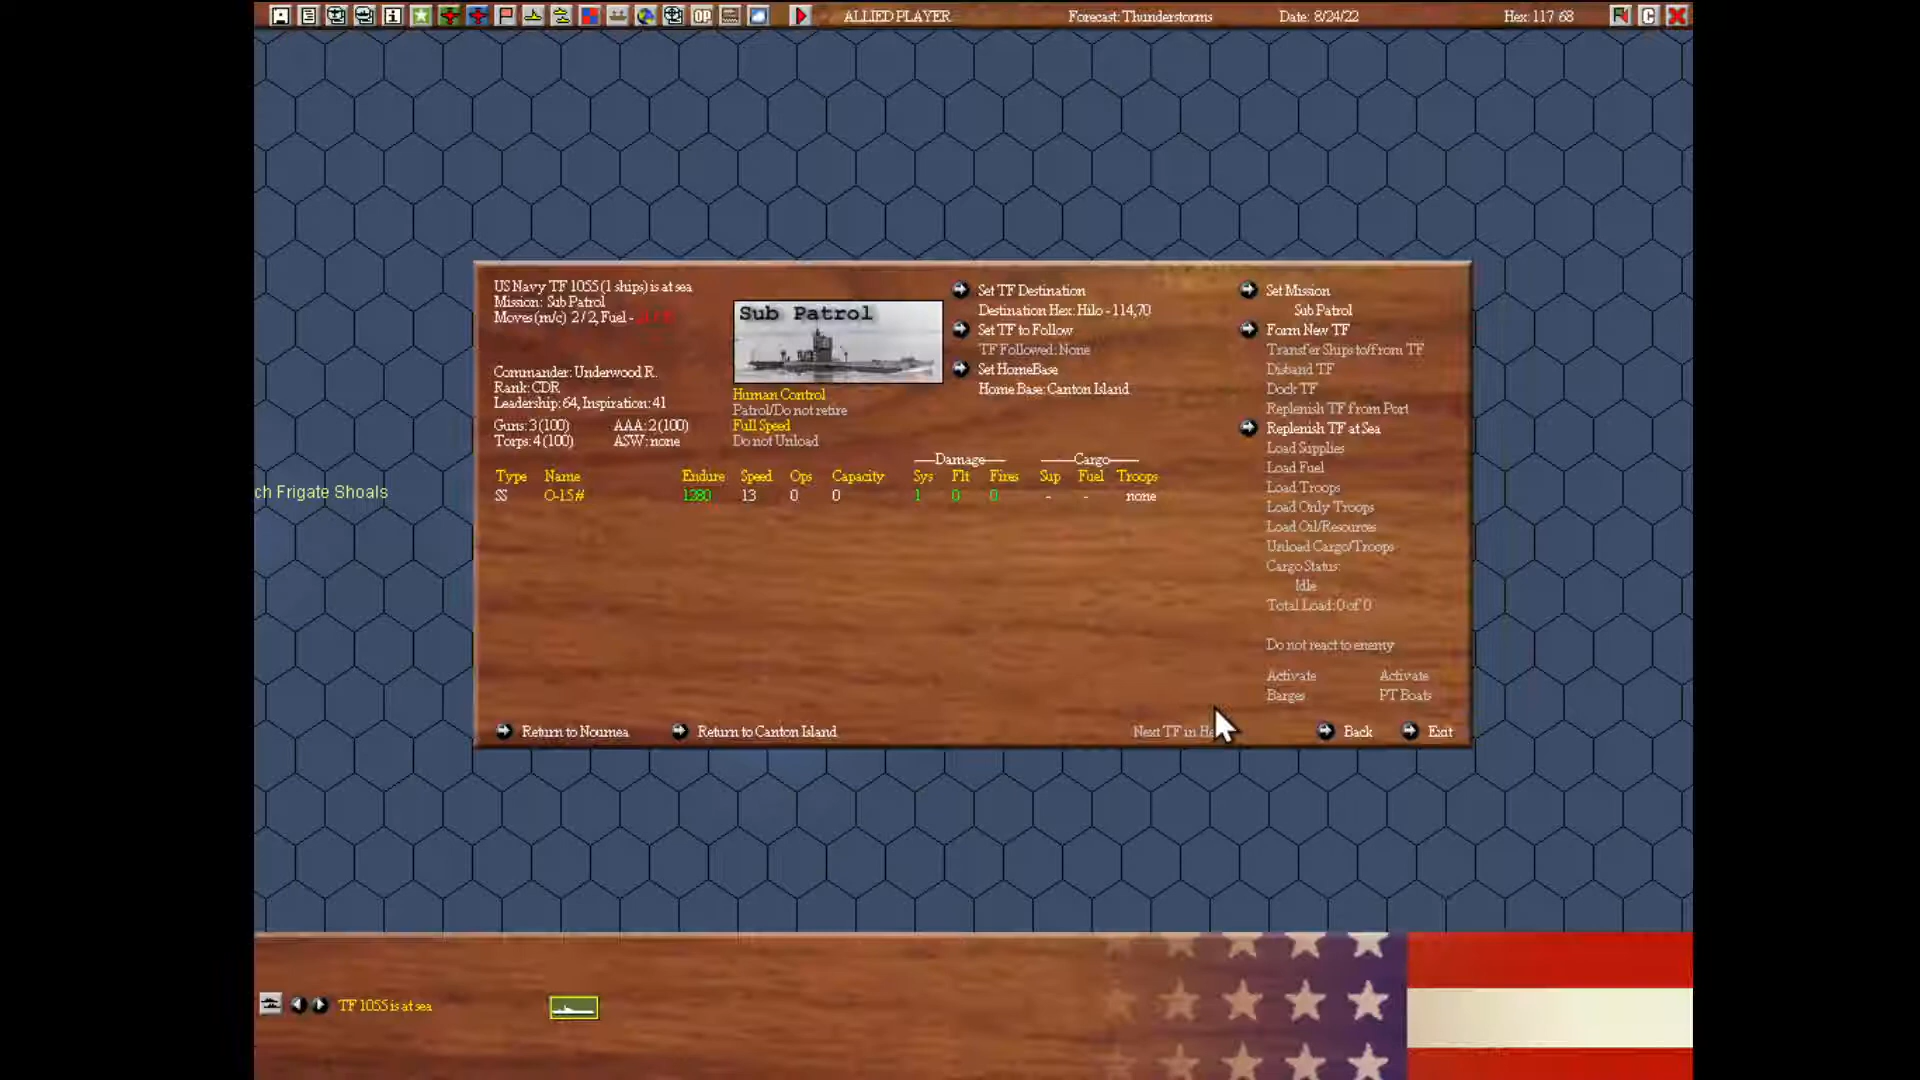 ALLIED PLAYER
Forecast: Thunderstorms
Date: 8/24/22
Hex: 117 68
OP
C
US Navy TF 1055 (1 ships) is at sea
Mission: Sub Patrol
Moves (m/c) 2 / 2, Fuel -
Commander: Underwood R.
Rank: CDR
Leadership: 64, Inspiration: 41
Guns: 3 (100) AAA: 2 (100)
Torps: 4 (100) ASW: none
Sub Patrol
Human Control
Patrol/Do not retire
Full Speed
Do not Unload
Set TF Destination
Destination Hex: Hilo - 114,70
Set TF to Follow
TF Followed: None
Set HomeBase
Home Base: Canton Island
Set Mission
Sub Patrol
Form New TF
Transfer Ships to/from TF
Disband TF
Dock TF
Replenish TF from Port
Replenish TF at Sea
Load Supplies
Load Fuel
Load Troops
Load Only Troops
Load Oil/Resources
Unload Cargo/Troops
Cargo Status:
Idle
Total Load: 0 of 0
Do not react to enemy
Activate Activate
Barges PT Boats
Damage Cargo
Type Name Endure Speed Ops Capacity Sys Flt Fires Sup Fuel Troops
SS O-15# 1280 13 0 0 1 0 0 - - none
ch Frigate Shoals
Return to Noumea
Return to Canton Island
Next TF in
Back
Exit
TF 1055 is at sea